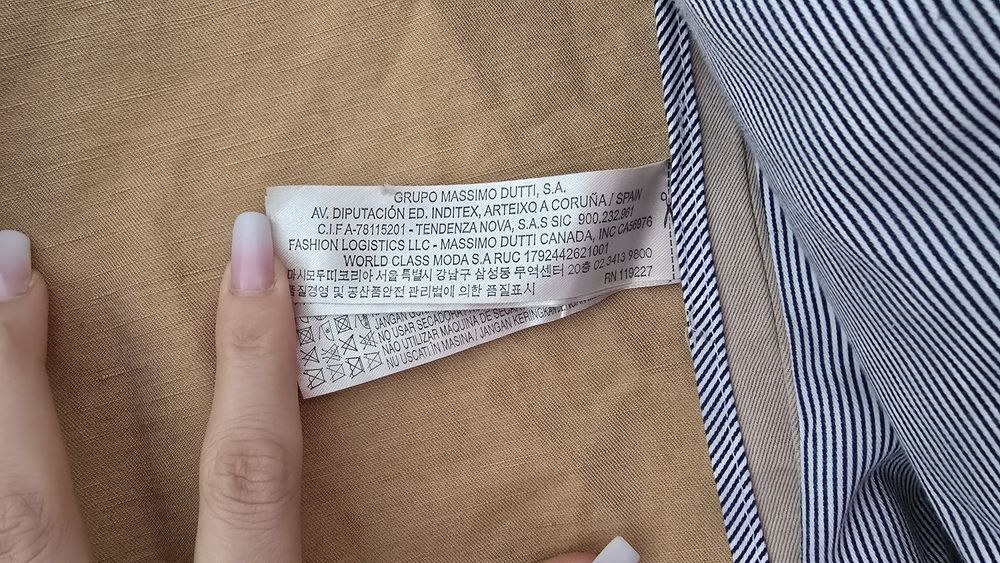 GRUPO MASSIMO DUTTI, S.A.
AV. DIPUTACIÓN ED. INDITEX, ARTEIXO, A CORUÑA / SPAIN
C.I.F A-78115201 - TENDENZA NOVA, S.A.S SIC 900.232.961
FASHION LOGISTICS LLC - MASSIMO DUTTI CANADA, INC CA56976
WORLD CLASS MODA S.A RUC 1792442621001
마시모두띠코리아 서울 특별시 강남구 삼성동 무역센터 20층 02 3413 9800
품질경영 및 공산품안전 관리법에 의한 품질표시
RN 119227
JANGAN
NO USAR SECADORA
NÃO UTILIZAR MÁQUINA DE
NU USCAȚI ÎN MASINA / JANGAN KERINGKAN